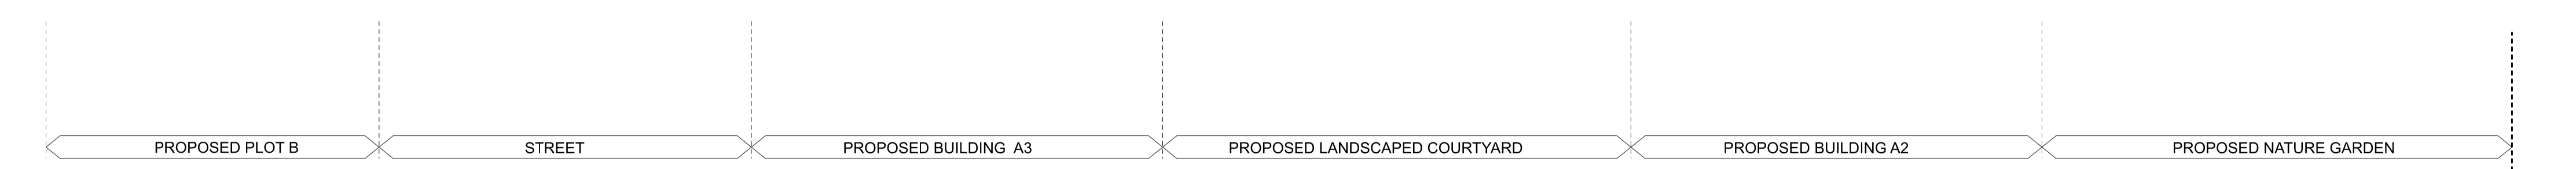 PROPOSED PLOT B
STREET
PROPOSED BUILDING  A3
PROPOSED LANDSCAPED COURTYARD
PROPOSED BUILDING A2
PROPOSED NATURE GARDEN